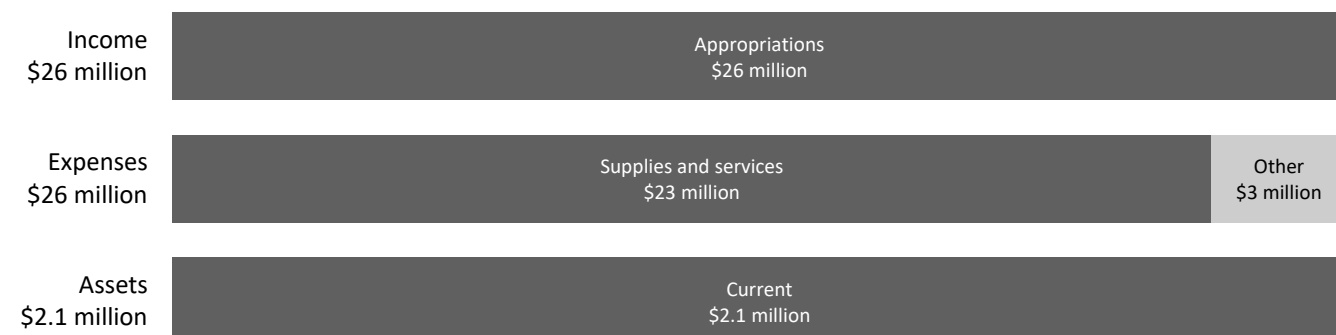 Income
$26 million
Appropriations
$26 million
Expenses
$26 million
Supplies and services
$23 million
Other
$3 million
Assets
$2.1 million
Current
$2.1 million